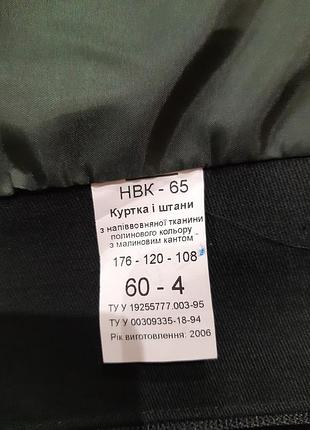 НВК - 65
Куртка і штани
з напіввовняної тканини
полинового кольору
з малиновим кантом
176 - 120 - 108
60 - 4
ТУ У 19255777.003-95
ТУ У 00309335-18-94
Рік виготовлення: 2006